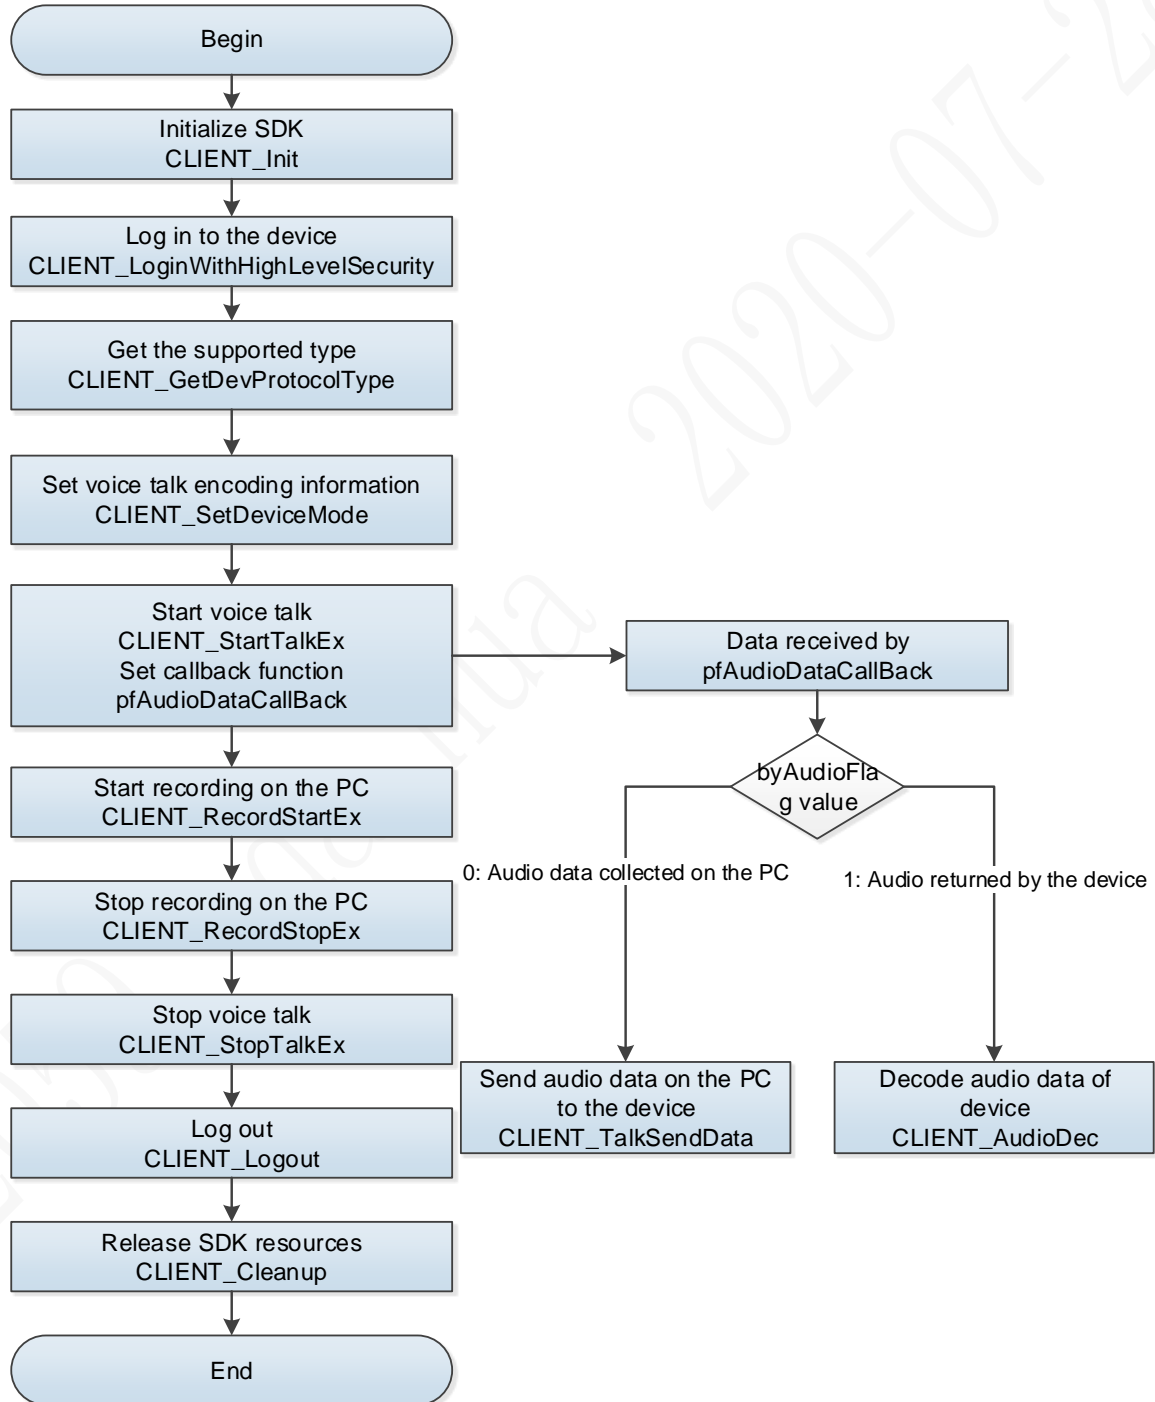 Begin
Initialize SDK
CLIENT_Init
Log in to the device
CLIENT_LoginWithHighLevelSecurity
Get the supported type
CLIENT_GetDevProtocolType
Set voice talk encoding information
CLIENT_SetDeviceMode
Start voice talk
CLIENT_StartTalkEx
Set callback function
pfAudioDataCallBack
Data received by
pfAudioDataCallBack
byAudioFla
g value
0: Audio data collected on the PC
1: Audio returned by the device
Start recording on the PC
CLIENT_RecordStartEx
Stop recording on the PC
CLIENT_RecordStopEx
Stop voice talk
CLIENT_StopTalkEx
Send audio data on the PC
to the device
CLIENT_TalkSendData
Decode audio data of
device
CLIENT_AudioDec
Log out
CLIENT_Logout
Release SDK resources
CLIENT_Cleanup
End